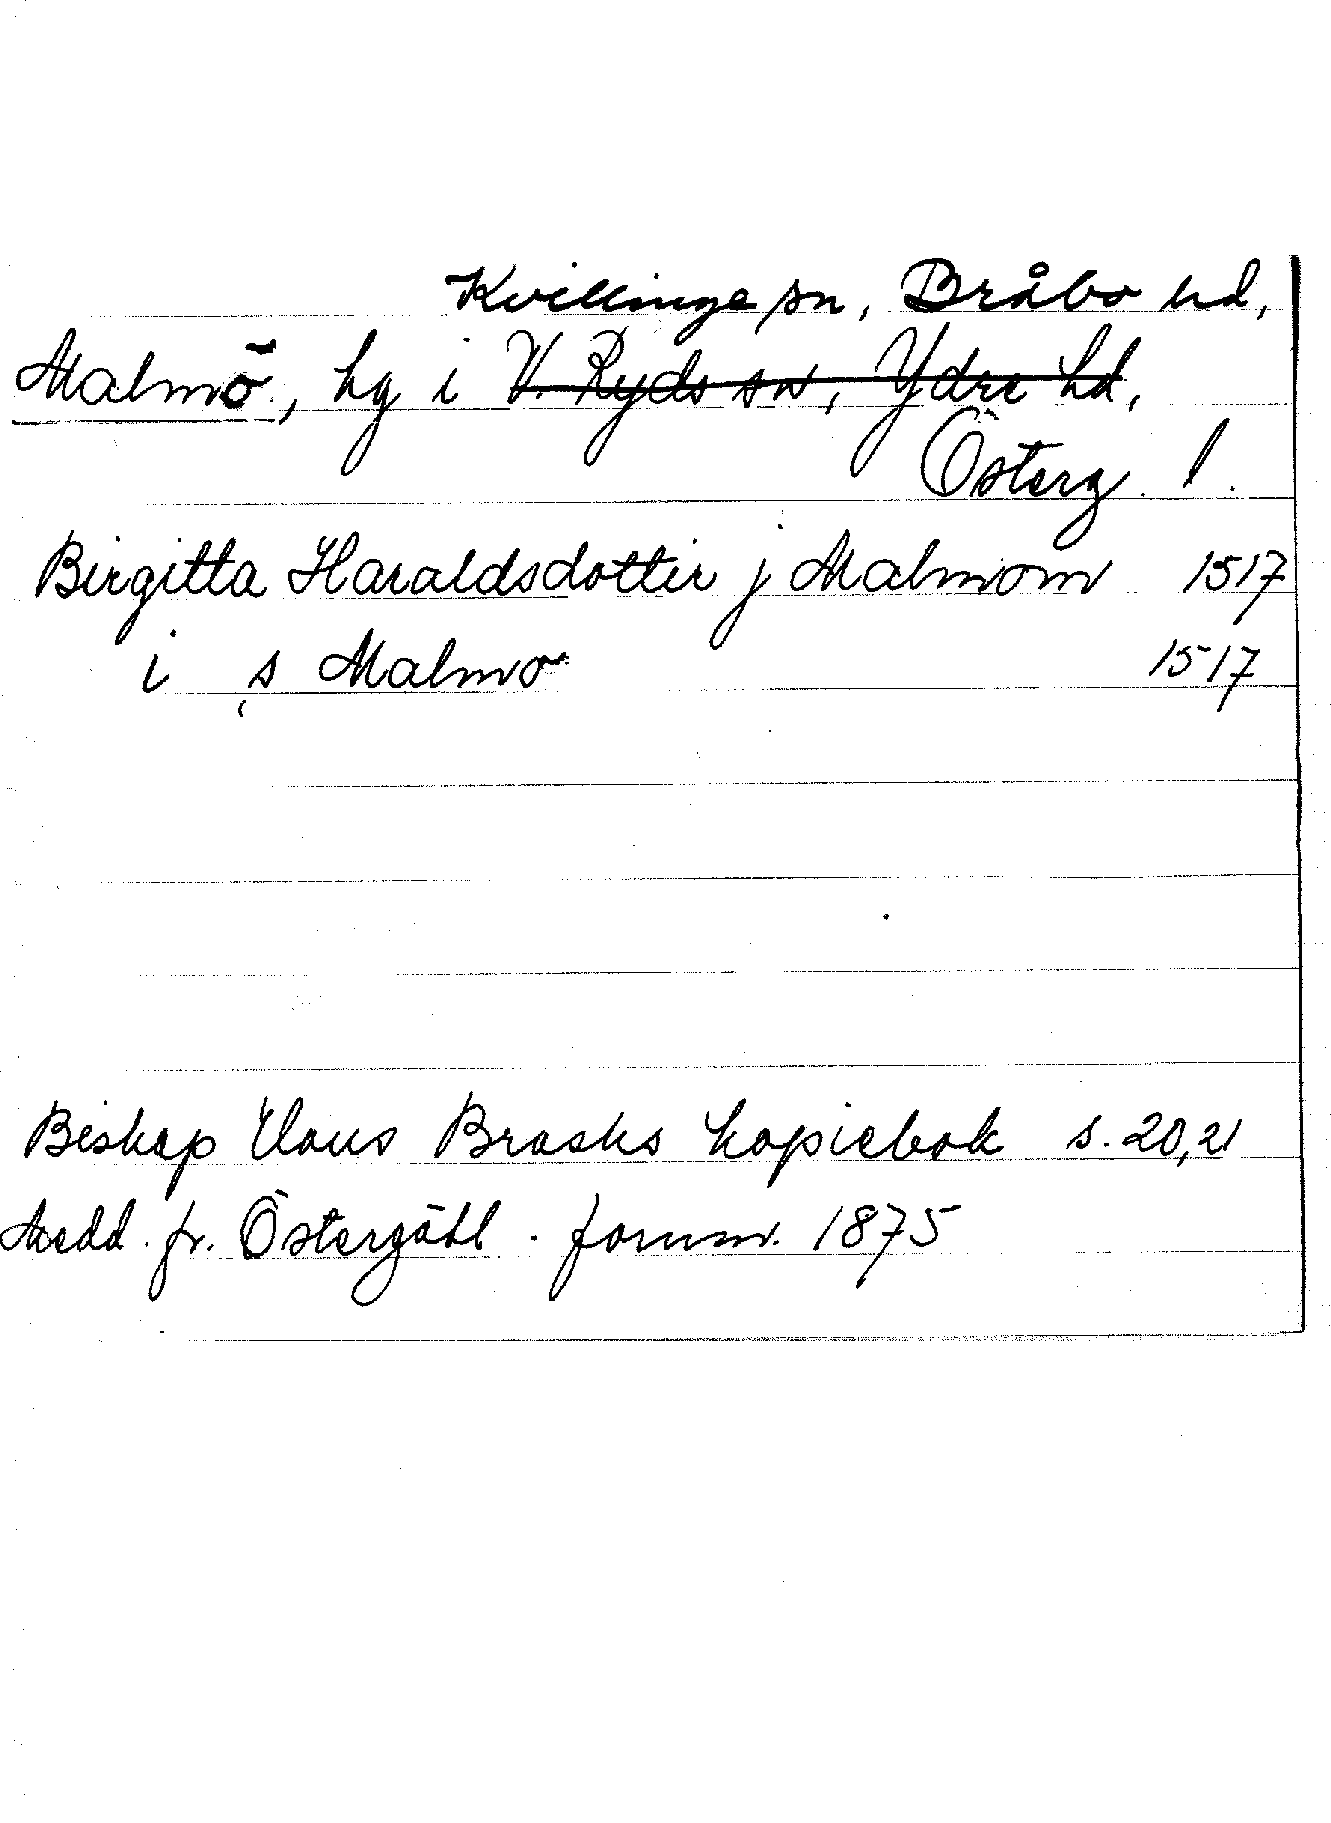 Kvillinge sn, Bråbo hd,
Malmö, hg i V. Ryds sn, Ydre hd,
Österg. l.
Birgitta Haraldsdotter j Malmom 1517
i s Malmo 1517
Biskop Hans Brasks kopiebok s. 20,21
Medd. fr. Östergötl. fornm. 1875